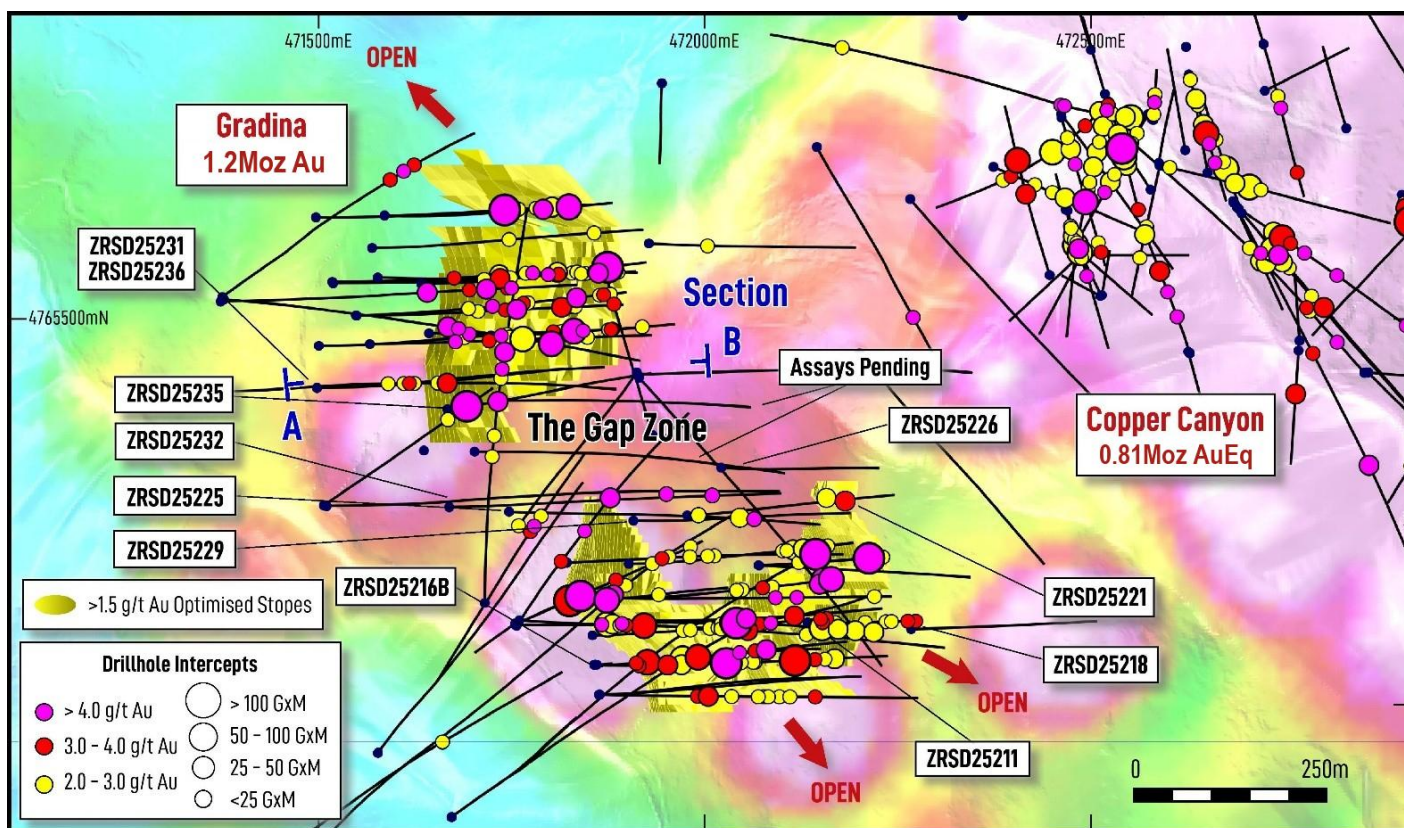 471500mE
472000mE
472500mE
OPEN
Gradina
1.2Moz Au
ZRSD25231
ZRSD25236
4765500mN
Section
B
Assays Pending
ZRSD25235
A
The Gap Zone
ZRSD25226
Copper Canyon
0.81Moz AuEq
ZRSD25232
ZRSD25225
ZRSD25229
ZRSD25216B
ZRSD25221
>1.5 g/t Au Optimised Stopes
ZRSD25218
OPEN
Drillhole Intercepts
> 4.0 g/t Au
3.0 - 4.0 g/t Au
2.0 - 3.0 g/t Au
> 100 GxM
50 - 100 GxM
25 - 50 GxM
<25 GxM
ZRSD25211
OPEN
0
250m